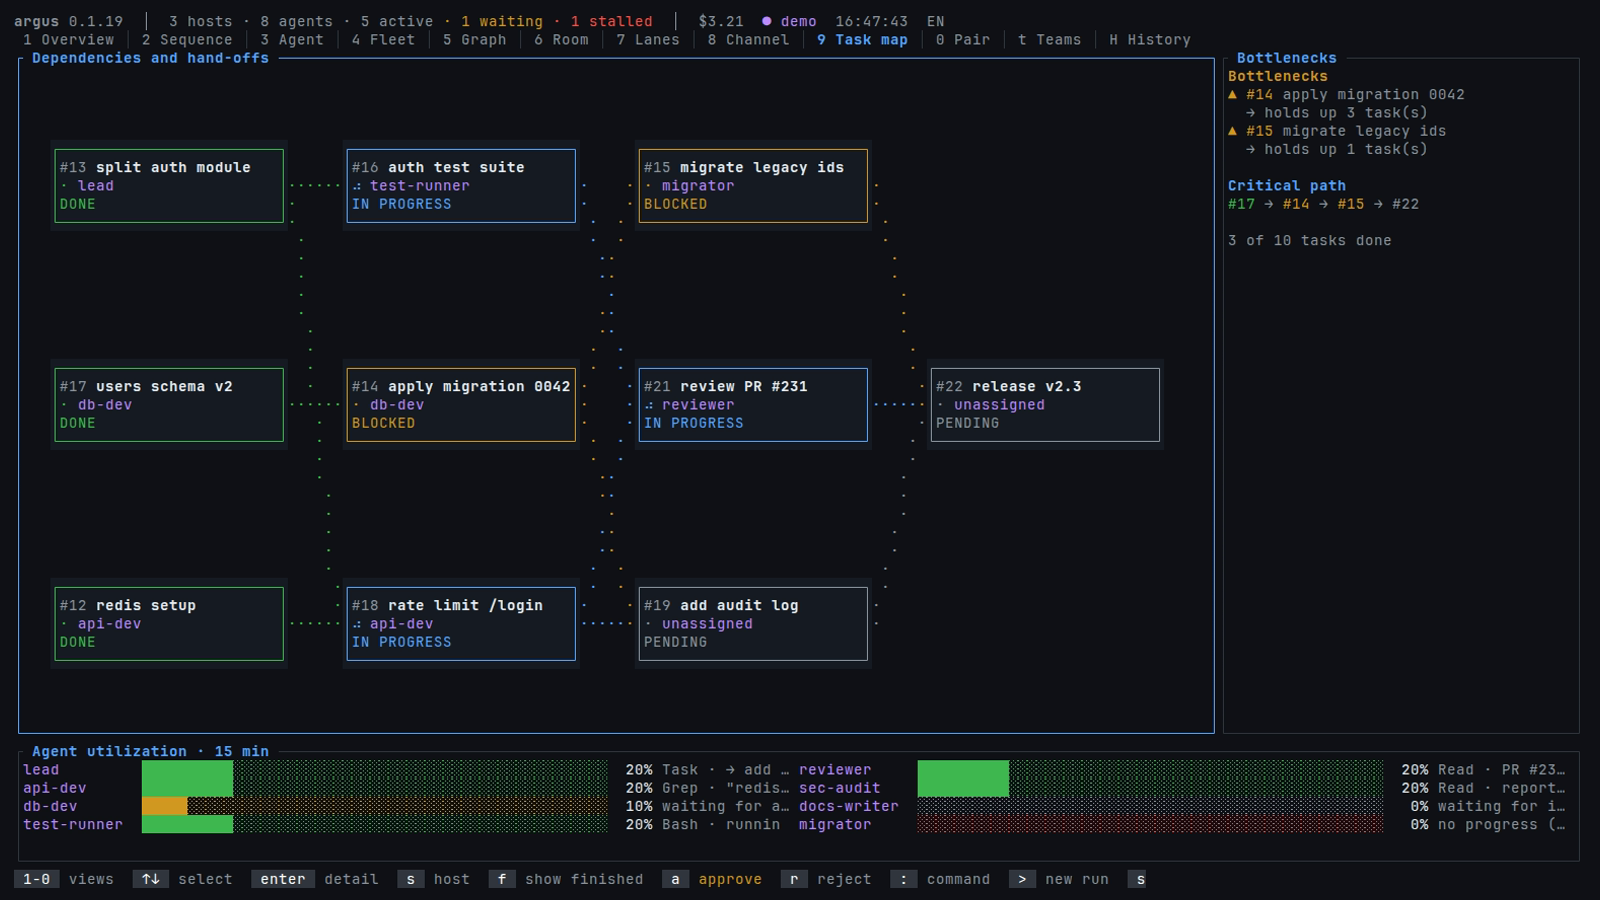 argus 0.1.19 │ 3 hosts · 8 agents · 5 active · 1 waiting · 1 stalled │ $3.21 ● demo 16:47:43 EN
1 Overview │ 2 Sequence │ 3 Agent │ 4 Fleet │ 5 Graph │ 6 Room │ 7 Lanes │ 8 Channel │ 9 Task map │ 0 Pair │ t Teams │ H History
Dependencies and hand-offs
#13 split auth module
· lead
DONE
#16 auth test suite
test-runner
IN PROGRESS
#15 migrate legacy ids
· migrator
BLOCKED
#17 users schema v2
· db-dev
DONE
#14 apply migration 0042
· db-dev
BLOCKED
#21 review PR #231
reviewer
IN PROGRESS
#22 release v2.3
· unassigned
PENDING
#12 redis setup
· api-dev
DONE
#18 rate limit /login
api-dev
IN PROGRESS
#19 add audit log
· unassigned
PENDING
Bottlenecks
Bottlenecks
▲ #14 apply migration 0042
→ holds up 3 task(s)
▲ #15 migrate legacy ids
→ holds up 1 task(s)
Critical path
#17 → #14 → #15 → #22
3 of 10 tasks done
Agent utilization · 15 min
lead 20% Task · → add …
api-dev 20% Grep · "redis…
db-dev 10% waiting for a…
test-runner 20% Bash · runnin
reviewer 20% Read · PR #23…
sec-audit 20% Read · report…
docs-writer 0% waiting for i…
migrator 0% no progress (…
1-0 views ↑↓ select enter detail s host f show finished a approve r reject : command > new run s